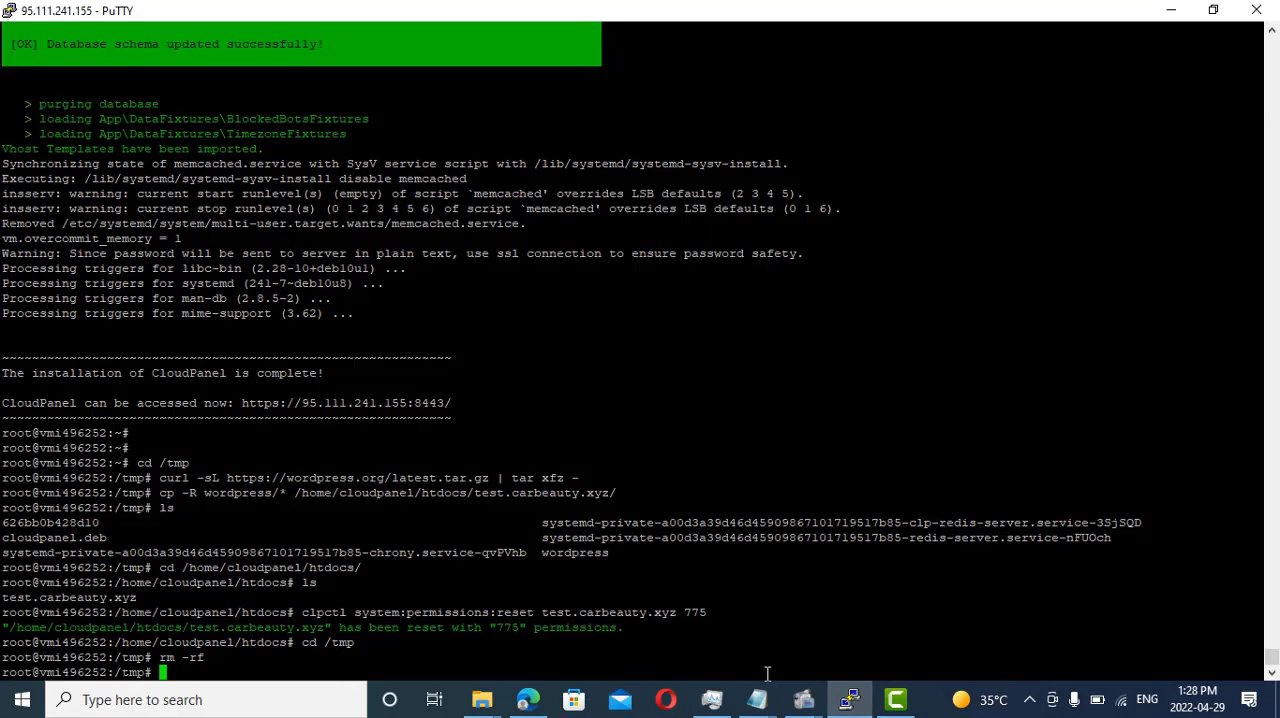 95.111.241.155 - PuTTY
[OK] Database schema updated successfully!
> purging database
> loading App\DataFixtures\BlockedBotsFixtures
> loading App\DataFixtures\TimezoneFixtures
Vhost Templates have been imported.
Synchronizing state of memcached.service with SysV service script with /lib/systemd/systemd-sysv-install.
Executing: /lib/systemd/systemd-sysv-install disable memcached
insserv: warning: current start runlevel(s) (empty) of script `memcached' overrides LSB defaults (2 3 4 5).
insserv: warning: current stop runlevel(s) (0 1 2 3 4 5 6) of script `memcached' overrides LSB defaults (0 1 6).
Removed /etc/systemd/system/multi-user.target.wants/memcached.service.
vm.overcommit_memory = 1
Warning: Since password will be sent to server in plain text, use ssl connection to ensure password safety.
Processing triggers for libc-bin (2.28-10+deb10u1) ...
Processing triggers for systemd (241-7~deb10u8) ...
Processing triggers for man-db (2.8.5-2) ...
Processing triggers for mime-support (3.62) ...
~~~~~~~~~~~~~~~~~~~~~~~~~~~~~~~~~~~~~~~~~~~~~~~~~~~~~~~~~~~~
The installation of CloudPanel is complete!
CloudPanel can be accessed now: https://95.111.241.155:8443/
~~~~~~~~~~~~~~~~~~~~~~~~~~~~~~~~~~~~~~~~~~~~~~~~~~~~~~~~~~~~
root@vmi496252:~#
root@vmi496252:~#
root@vmi496252:~# cd /tmp
root@vmi496252:/tmp# curl -sL https://wordpress.org/latest.tar.gz | tar xfz -
root@vmi496252:/tmp# cp -R wordpress/* /home/cloudpanel/htdocs/test.carbeauty.xyz/
root@vmi496252:/tmp# ls
626bb0b428d10 systemd-private-a00d3a39d46d45909867101719517b85-clp-redis-server.service-3SjSQD
cloudpanel.deb systemd-private-a00d3a39d46d45909867101719517b85-redis-server.service-nFUOch
systemd-private-a00d3a39d46d45909867101719517b85-chrony.service-qvPVhb wordpress
root@vmi496252:/tmp# cd /home/cloudpanel/htdocs/
root@vmi496252:/home/cloudpanel/htdocs# ls
test.carbeauty.xyz
root@vmi496252:/home/cloudpanel/htdocs# clpctl system:permissions:reset test.carbeauty.xyz 775
"/home/cloudpanel/htdocs/test.carbeauty.xyz" has been reset with "775" permissions.
root@vmi496252:/home/cloudpanel/htdocs# cd /tmp
root@vmi496252:/tmp# rm -rf
root@vmi496252:/tmp#
Type here to search
35°C
ENG
1:28 PM
2022-04-29